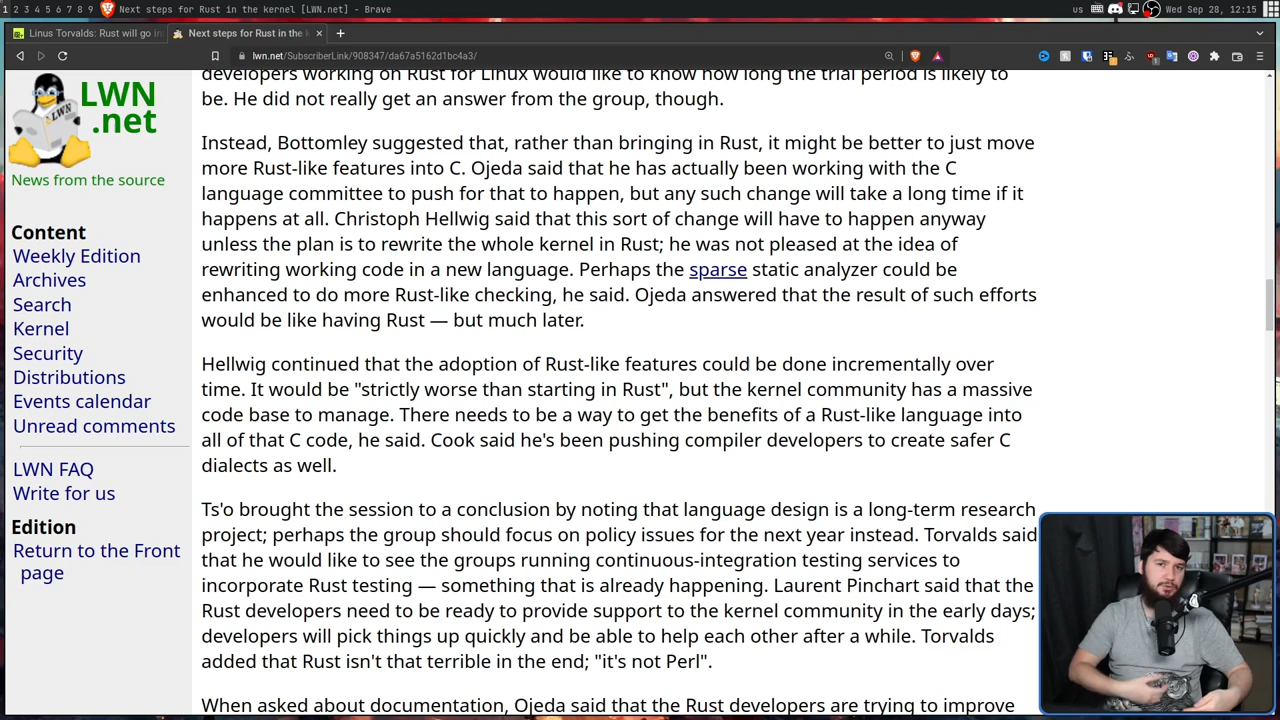 1 2 3 4 5 6 7 8 9 Next steps for Rust in the kernel [LWN.net] - Brave us Wed Sep 28, 12:15
Linus Torvalds: Rust will go in Next steps for Rust in the k
lwn.net/SubscriberLink/908347/da67a5162d1bc4a3/
LWN
.net
LWN
News from the source
Content
Weekly Edition
Archives
Search
Kernel
Security
Distributions
Events calendar
Unread comments
LWN FAQ
Write for us
Edition
Return to the Front
page
developers working on Rust for Linux would like to know how long the trial period is likely to
be. He did not really get an answer from the group, though.
Instead, Bottomley suggested that, rather than bringing in Rust, it might be better to just move
more Rust-like features into C. Ojeda said that he has actually been working with the C
language committee to push for that to happen, but any such change will take a long time if it
happens at all. Christoph Hellwig said that this sort of change will have to happen anyway
unless the plan is to rewrite the whole kernel in Rust; he was not pleased at the idea of
rewriting working code in a new language. Perhaps the sparse static analyzer could be
enhanced to do more Rust-like checking, he said. Ojeda answered that the result of such efforts
would be like having Rust — but much later.
Hellwig continued that the adoption of Rust-like features could be done incrementally over
time. It would be "strictly worse than starting in Rust", but the kernel community has a massive
code base to manage. There needs to be a way to get the benefits of a Rust-like language into
all of that C code, he said. Cook said he's been pushing compiler developers to create safer C
dialects as well.
Ts'o brought the session to a conclusion by noting that language design is a long-term research
project; perhaps the group should focus on policy issues for the next year instead. Torvalds said
that he would like to see the groups running continuous-integration testing services to
incorporate Rust testing — something that is already happening. Laurent Pinchart said that the
Rust developers need to be ready to provide support to the kernel community in the early days;
developers will pick things up quickly and be able to help each other after a while. Torvalds
added that Rust isn't that terrible in the end; "it's not Perl".
When asked about documentation, Ojeda said that the Rust developers are trying to improve